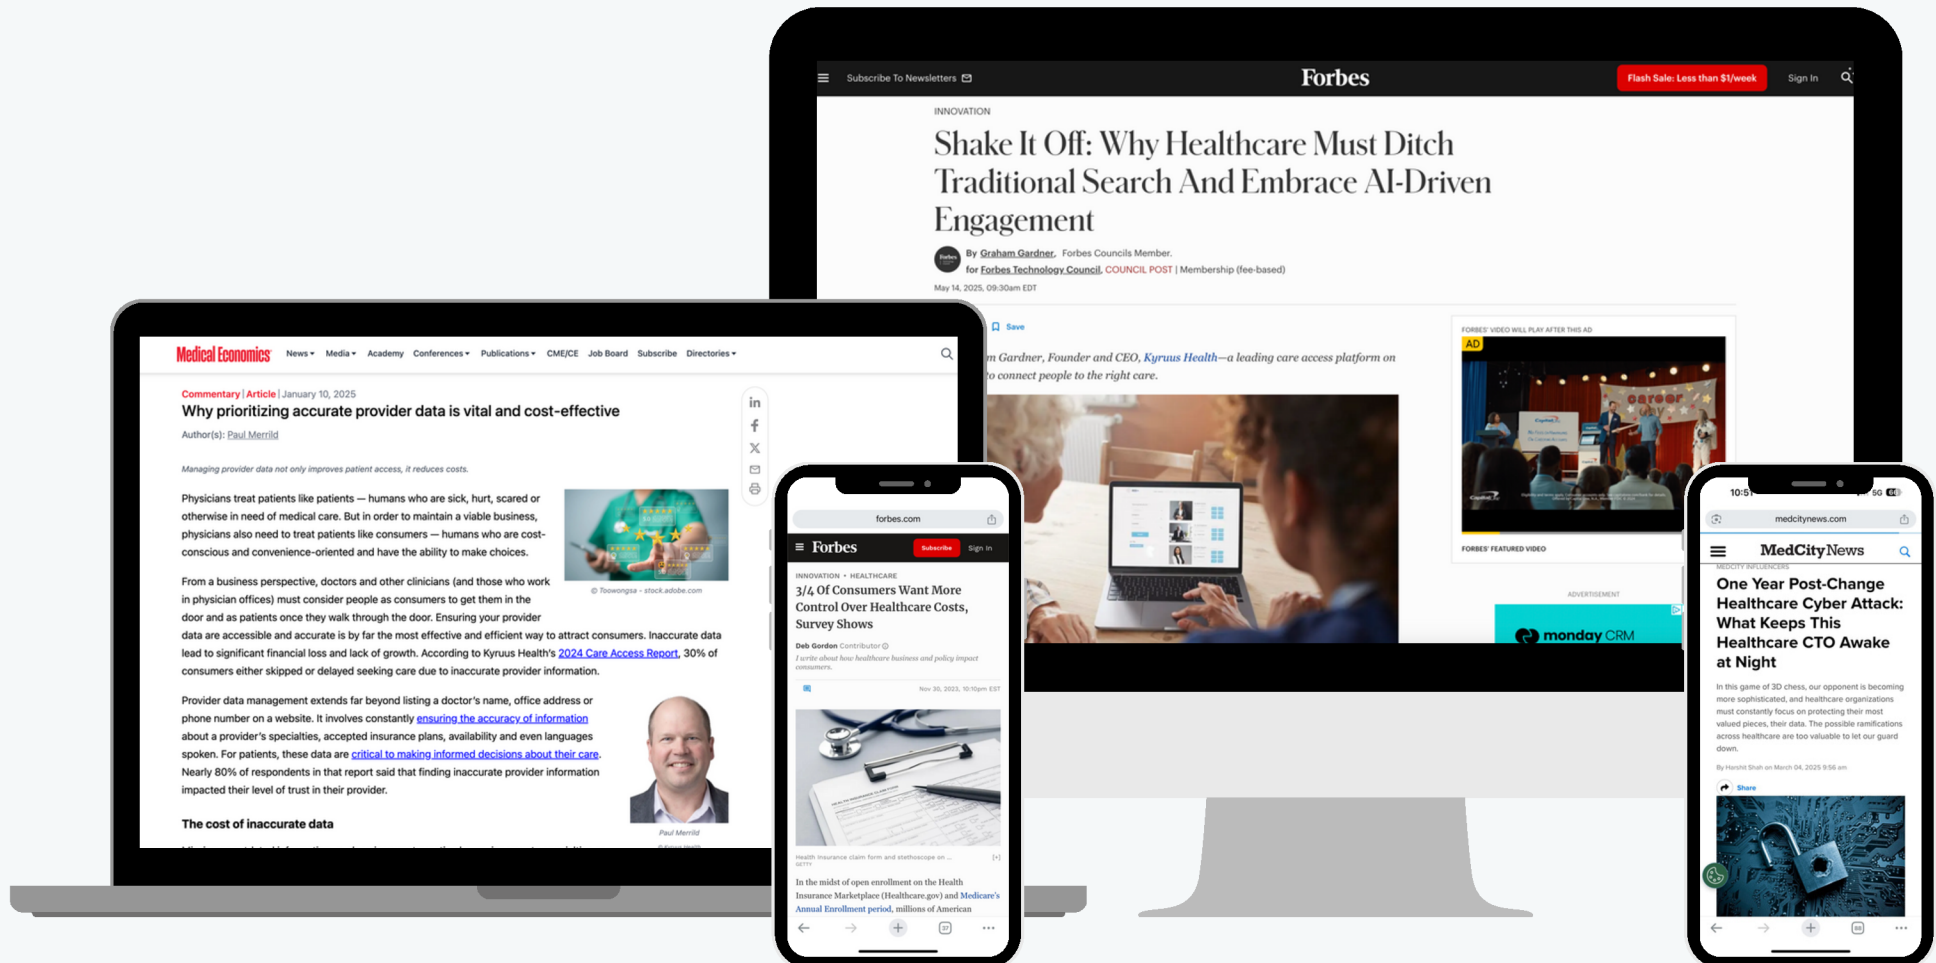 Subscribe To Newsletters
Forbes
Flash Sale: Less than $1/week
Sign In
INNOVATION
Shake It Off: Why Healthcare Must Ditch
Traditional Search And Embrace AI-Driven
Engagement
By Graham Gardner, Forbes Councils Member.
for Forbes Technology Council, COUNCIL POST | Membership (fee-based)
May 14, 2025, 09:30am EDT
Save
m Gardner, Founder and CEO, Kyruus Health—a leading care access platform on
to connect people to the right care.
FORBES' VIDEO WILL PLAY AFTER THIS AD
AD
career
day
FORBES' FEATURED VIDEO
ADVERTISEMENT
monday CRM
Medical Economics
News Media Academy Conferences Publications CME/CE Job Board Subscribe Directories
Commentary | Article | January 10, 2025
Why prioritizing accurate provider data is vital and cost-effective
Author(s): Paul Merrild
Managing provider data not only improves patient access, it reduces costs.
Physicians treat patients like patients — humans who are sick, hurt, scared or
otherwise in need of medical care. But in order to maintain a viable business,
physicians also need to treat patients like consumers — humans who are cost-
conscious and convenience-oriented and have the ability to make choices.
© Toowongsa - stock.adobe.com
From a business perspective, doctors and other clinicians (and those who work
in physician offices) must consider people as consumers to get them in the
door and as patients once they walk through the door. Ensuring your provider
data are accessible and accurate is by far the most effective and efficient way to attract consumers. Inaccurate data
lead to significant financial loss and lack of growth. According to Kyruus Health's 2024 Care Access Report, 30% of
consumers either skipped or delayed seeking care due to inaccurate provider information.
Provider data management extends far beyond listing a doctor's name, office address or
phone number on a website. It involves constantly ensuring the accuracy of information
about a provider's specialties, accepted insurance plans, availability and even languages
spoken. For patients, these data are critical to making informed decisions about their care.
Nearly 80% of respondents in that report said that finding inaccurate provider information
impacted their level of trust in their provider.
Paul Merrild
The cost of inaccurate data
forbes.com
Forbes
Subscribe
Sign In
INNOVATION • HEALTHCARE
3/4 Of Consumers Want More
Control Over Healthcare Costs,
Survey Shows
Deb Gordon Contributor
I write about how healthcare business and policy impact
consumers.
Nov 30, 2023, 10:10pm EST
HEALTH INSURANCE CLAIM FORM
Health Insurance claim form and stethoscope on ... [+]
GETTY
In the midst of open enrollment on the Health
Insurance Marketplace (Healthcare.gov) and Medicare's
Annual Enrollment period, millions of American
37
10:51
5G
medcitynews.com
MedCity News
MEDCITY INFLUENCERS
One Year Post-Change
Healthcare Cyber Attack:
What Keeps This
Healthcare CTO Awake
at Night
In this game of 3D chess, our opponent is becoming
more sophisticated, and healthcare organizations
must constantly focus on protecting their most
valued pieces, their data. The possible ramifications
across healthcare are too valuable to let our guard
down.
By Harshit Shah on March 04, 2025 9:56 am
Share